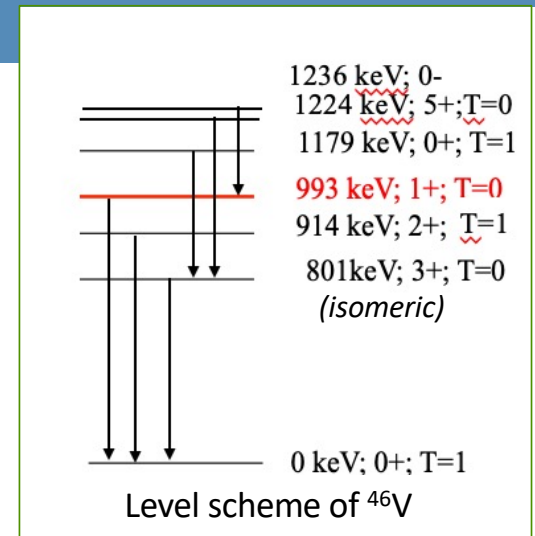 1236 keV; 0-
1224 keV; 5+;T=0
1179 keV; 0+; T=1
993 keV; 1+; T=0
914 keV; 2+; T=1
801keV; 3+; T=0
(isomeric)
0 keV; 0+; T=1
Level scheme of ⁴⁶V